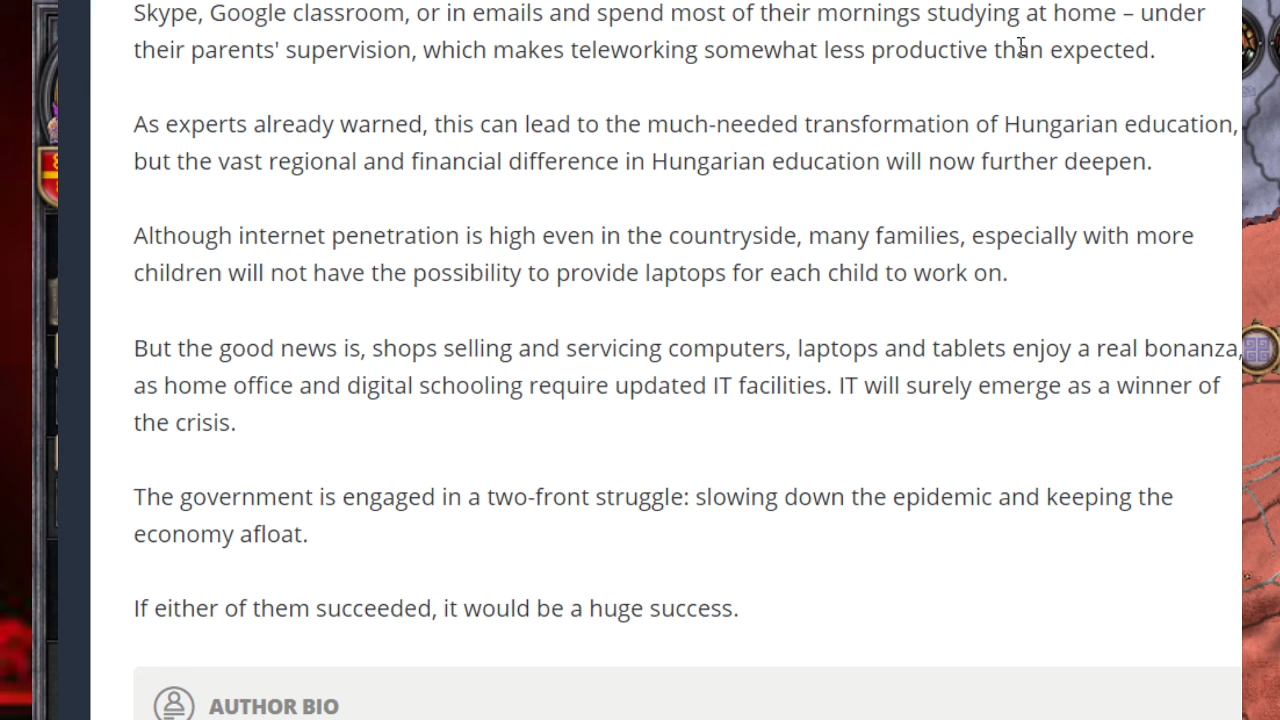 Skype, Google classroom, or in emails and spend most of their mornings studying at home – under
their parents' supervision, which makes teleworking somewhat less productive than expected.
As experts already warned, this can lead to the much-needed transformation of Hungarian education,
but the vast regional and financial difference in Hungarian education will now further deepen.
Although internet penetration is high even in the countryside, many families, especially with more
children will not have the possibility to provide laptops for each child to work on.
But the good news is, shops selling and servicing computers, laptops and tablets enjoy a real bonanza,
as home office and digital schooling require updated IT facilities. IT will surely emerge as a winner of
the crisis.
The government is engaged in a two-front struggle: slowing down the epidemic and keeping the
economy afloat.
If either of them succeeded, it would be a huge success.
AUTHOR BIO